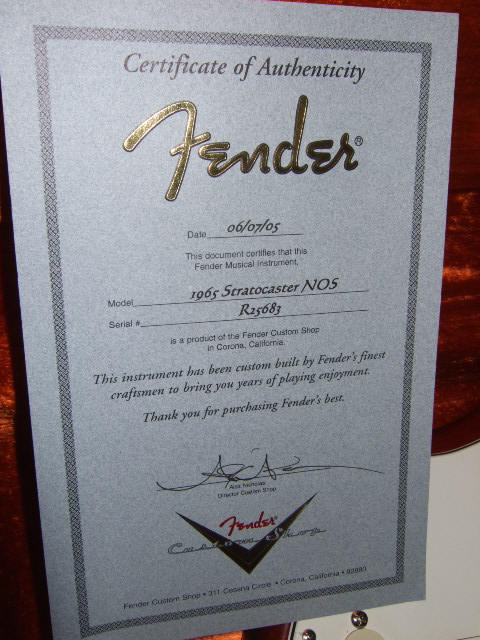 Certificate of Authenticity
Fender®
Date 06/07/05
This document certifies that this
Fender Musical Instrument,
Model 1965 Stratocaster NOS
Serial # R15683
is a product of the Fender Custom Shop
in Corona, California.
This instrument has been custom built by Fender's finest
craftsmen to bring you years of playing enjoyment.
Thank you for purchasing Fender's best.
Nicholas
Director Custom Shop
Fender
Custom Shop
Fender Custom Shop • 311 Cessna Circle • Corona, California • 92880